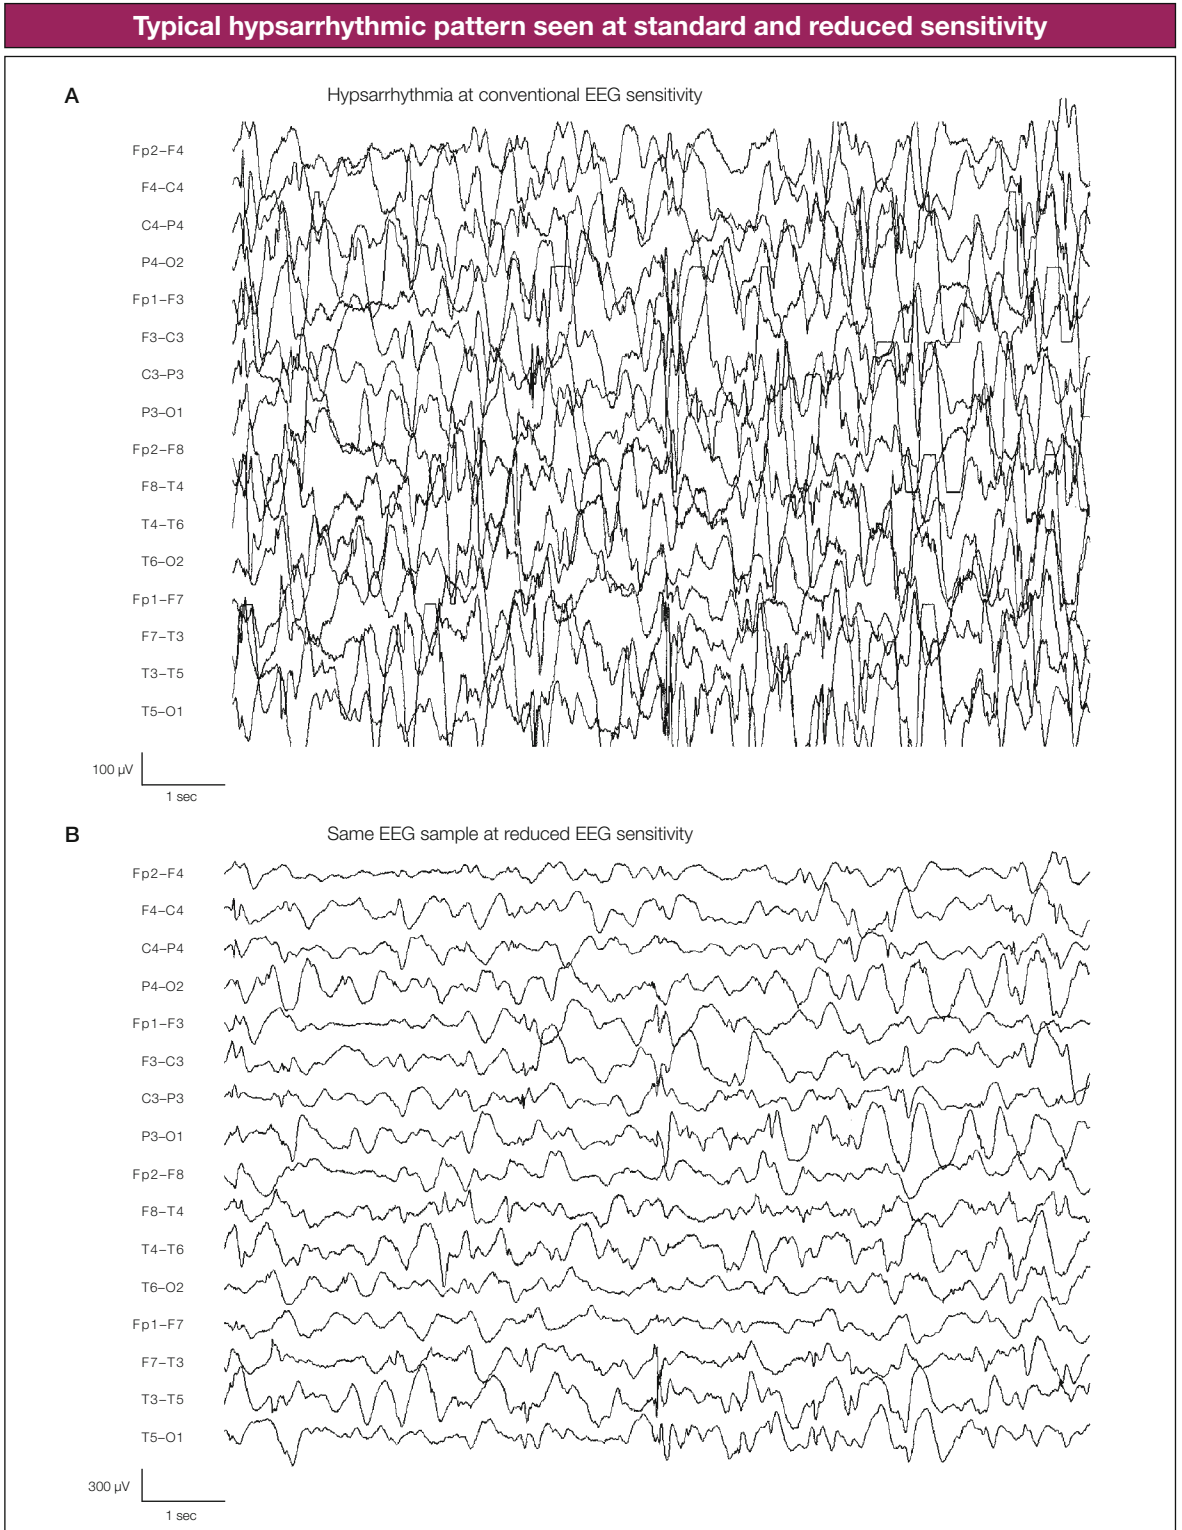 Typical hypsarrhythmic pattern seen at standard and reduced sensitivity
A
Hypsarrhythmia at conventional EEG sensitivity
Fp2–F4
F4–C4
C4–P4
P4–O2
Fp1–F3
F3–C3
C3–P3
P3–O1
Fp2–F8
F8–T4
T4–T6
T6–O2
Fp1–F7
F7–T3
T3–T5
T5–O1
100 µV
1 sec
B
Same EEG sample at reduced EEG sensitivity
Fp2–F4
F4–C4
C4–P4
P4–O2
Fp1–F3
F3–C3
C3–P3
P3–O1
Fp2–F8
F8–T4
T4–T6
T6–O2
Fp1–F7
F7–T3
T3–T5
T5–O1
300 µV
1 sec